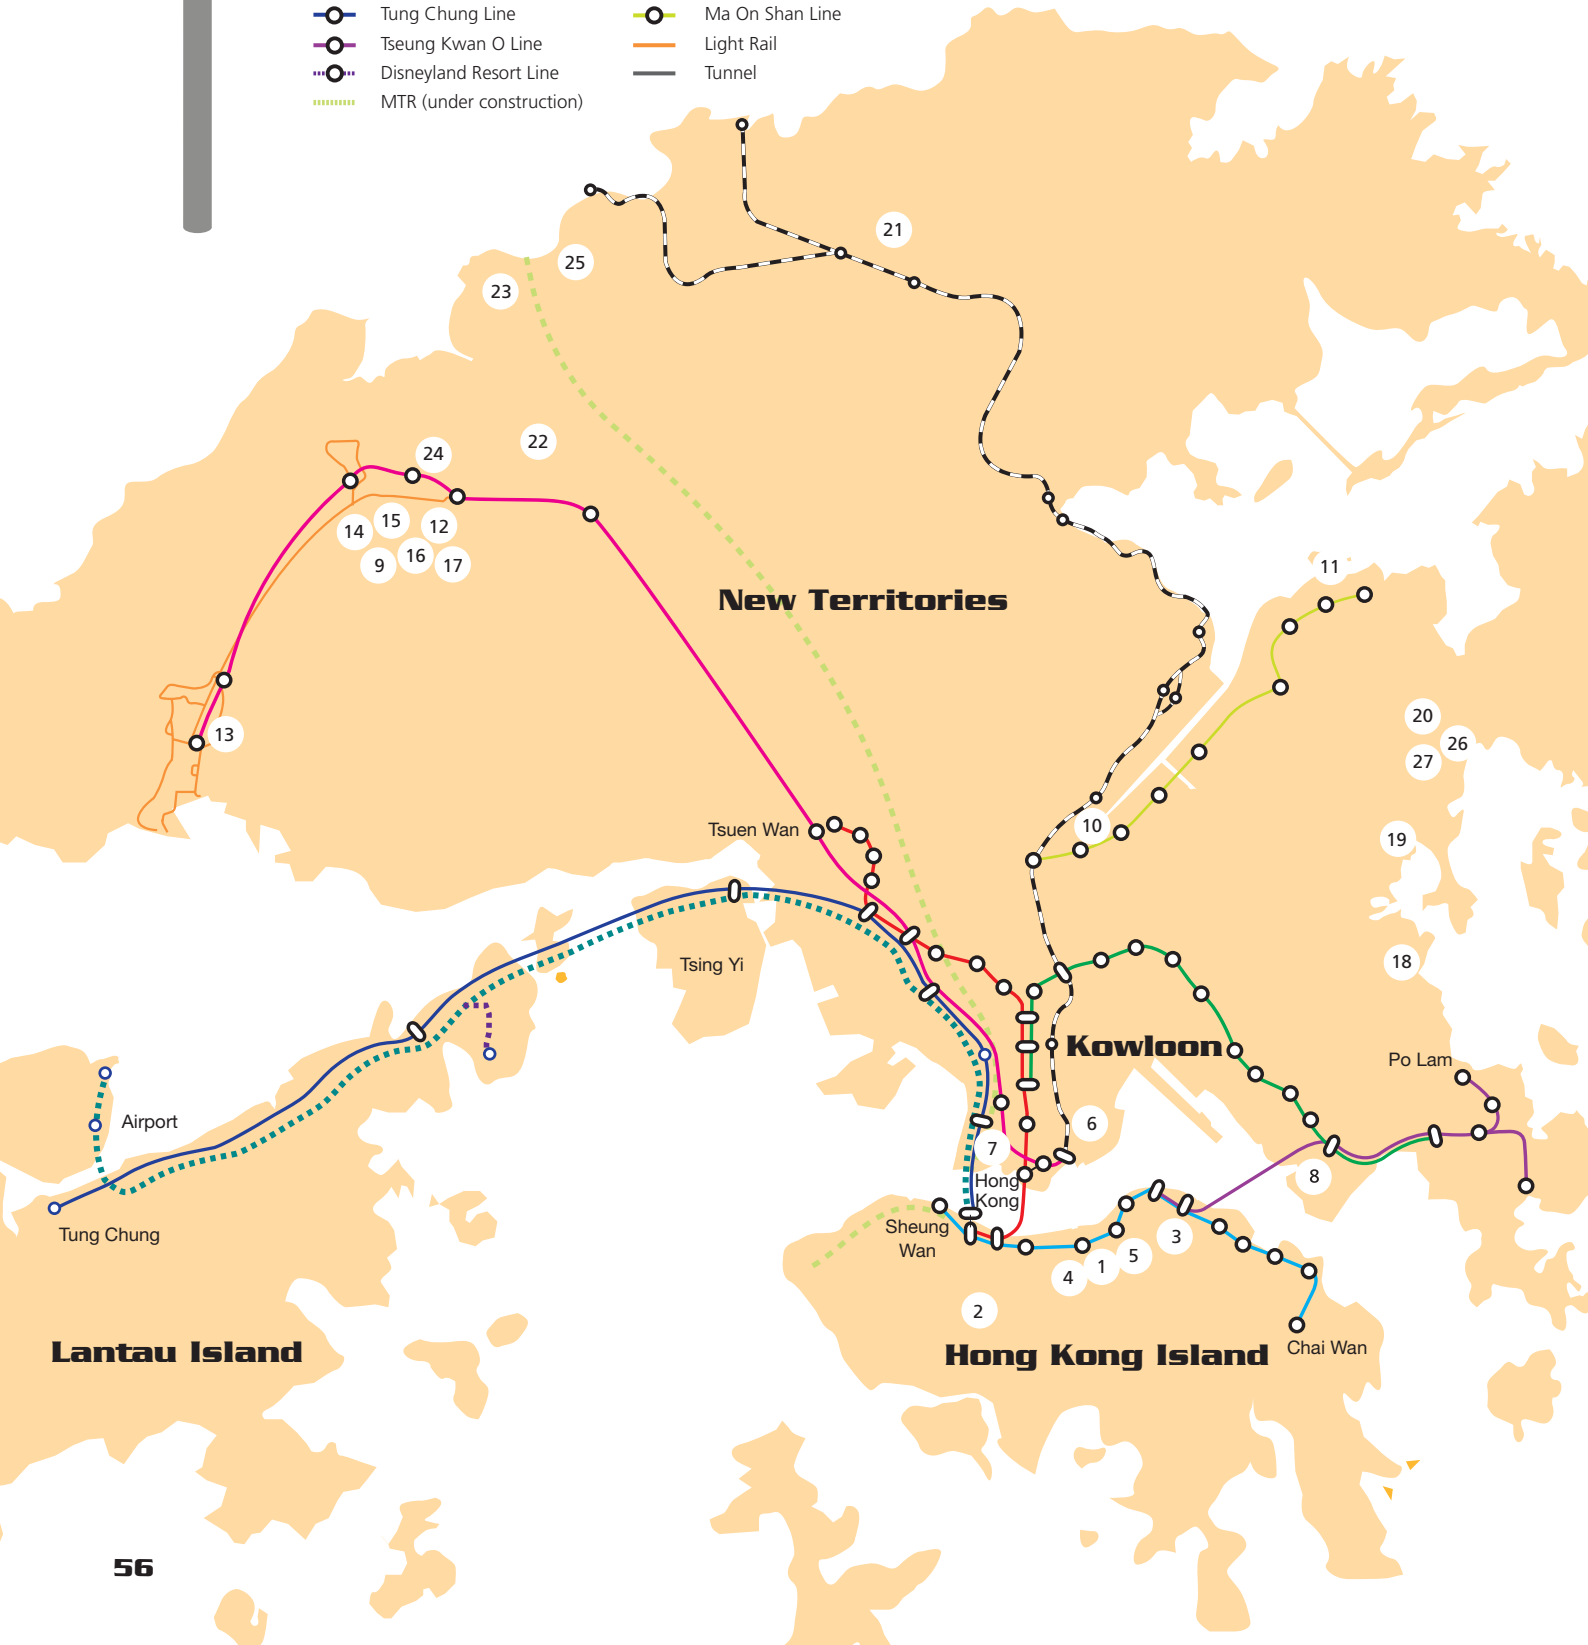 Tung Chung Line
Tseung Kwan O Line
Disneyland Resort Line
MTR (under construction)
Ma On Shan Line
Light Rail
Tunnel
21
25
23
22
24
14
15
12
9
16
17
New Territories
11
13
20
26
27
10
19
Tsuen Wan
18
Tsing Yi
Kowloon
Po Lam
Airport
6
7
8
Hong
Kong
Tung Chung
Sheung
Wan
3
5
1
4
2
Lantau Island
Hong Kong Island
Chai Wan
56